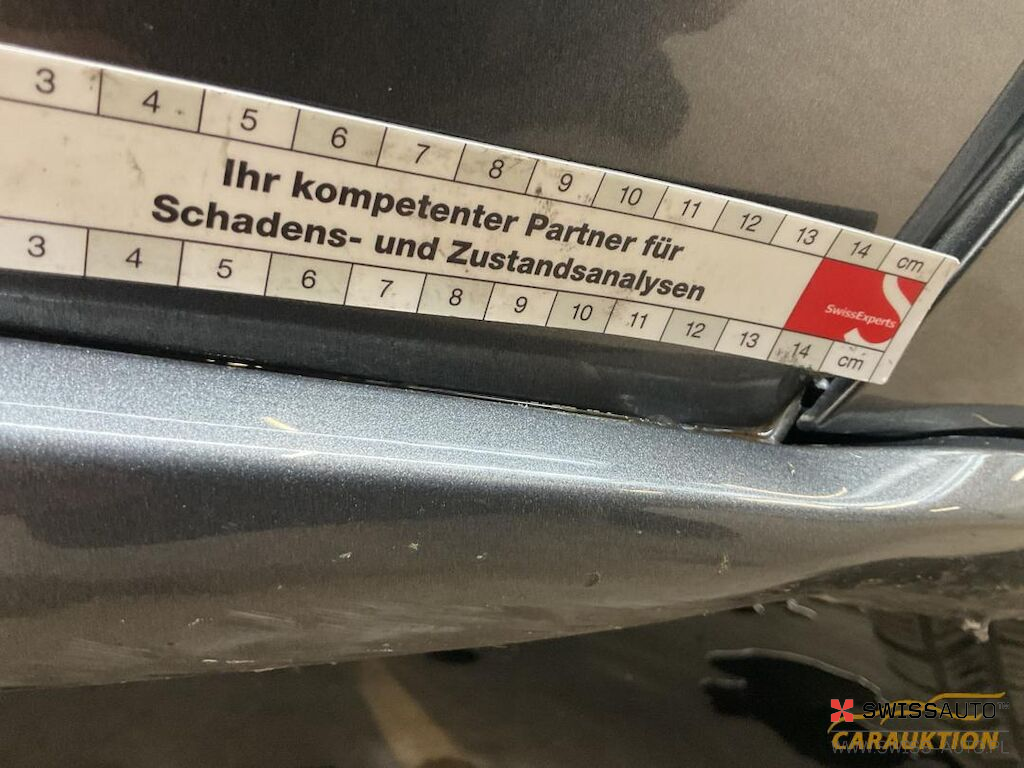 3 4 5 6 7 8 9 10 11 12 13 14 cm
Ihr kompetenter Partner für
Schadens- und Zustandsanalysen
SwissExperts
3 4 5 6 7 8 9 10 11 12 13 14 cm
SWISSAUTO
CARAUKTION